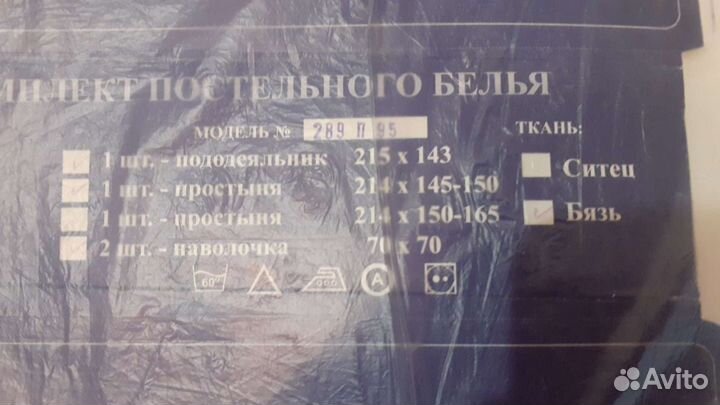 МПЛЕКТ ПОСТЕЛЬНОГО БЕЛЬЯ
МОДЕЛЬ № 289 П 95
ТКАНЬ:
1 шт. - пододеяльник 215 х 143
1 шт. - простыня 214 х 145-150
1 шт. - простыня 214 х 150-165
2 шт. - наволочка 70 х 70
Ситец
Бязь
60°
A
Avito